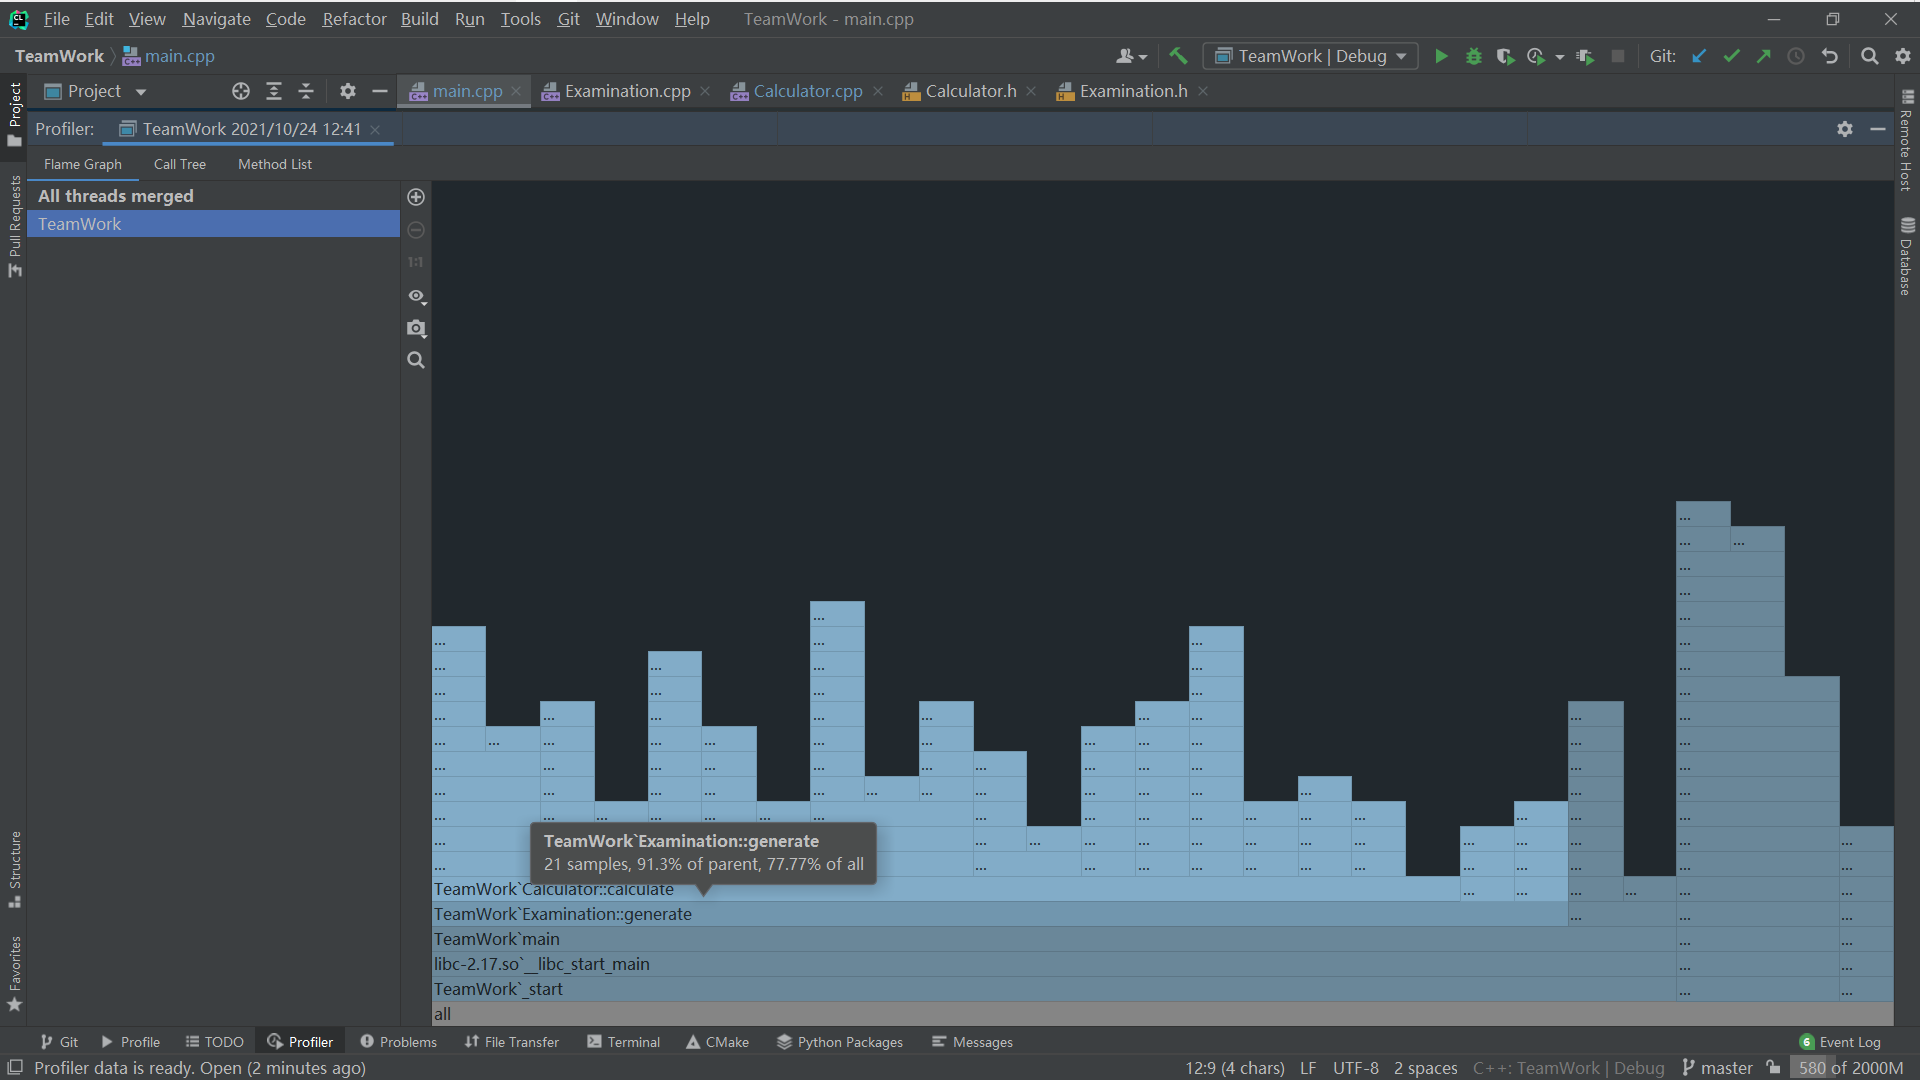 File Edit View Navigate Code Refactor Build Run Tools Git Window Help TeamWork - main.cpp
TeamWork main.cpp TeamWork | Debug Git:
Project main.cpp Examination.cpp Calculator.cpp Calculator.h Examination.h
Profiler: TeamWork 2021/10/24 12:41
Flame Graph Call Tree Method List
All threads merged
TeamWork
1:1
Project
Pull Requests
Structure
Favorites
Remote Host
Database
TeamWork`Examination::generate
21 samples, 91.3% of parent, 77.77% of all
TeamWork`Calculator::calculate
TeamWork`Examination::generate
TeamWork`main
libc-2.17.so`__libc_start_main
TeamWork`_start
all
Git Profile TODO Profiler Problems File Transfer Terminal CMake Python Packages Messages 6 Event Log
Profiler data is ready. Open (2 minutes ago) 12:9 (4 chars) LF UTF-8 2 spaces C++: TeamWork | Debug master 580 of 2000M